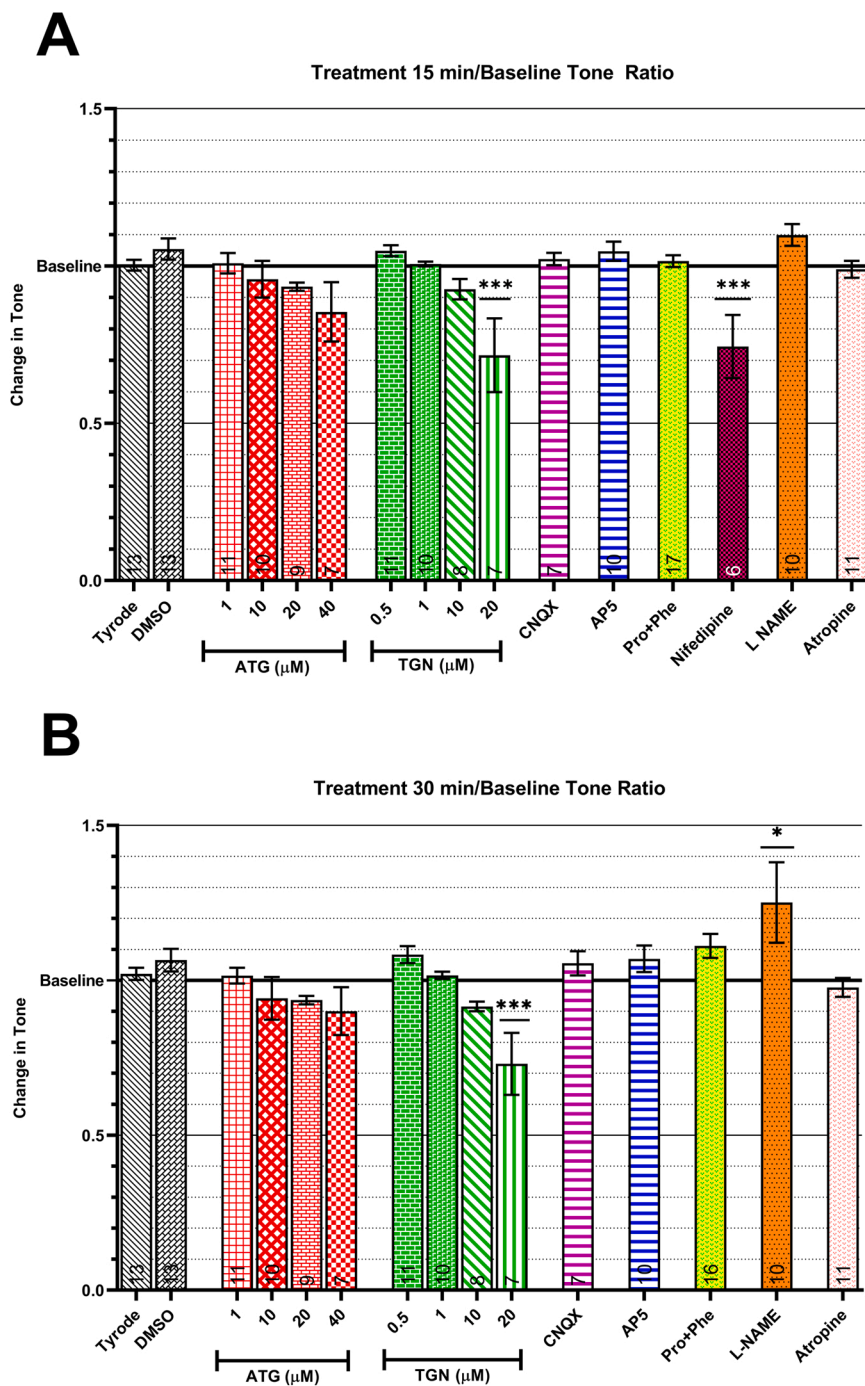 A
Treatment 15 min/Baseline Tone Ratio
Change in Tone
1.5
Baseline
0.5
0.0
*** ***
13 13 11 10 9 7 11 10 8 7 7 10 17 6 10 11
Tyrode DMSO 1 10 20 40 0.5 1 10 20 CNQX AP5 Pro+Phe Nifedipine L NAME Atropine
ATG (μM) TGN (μM)
B
Treatment 30 min/Baseline Tone Ratio
Change in Tone
1.5
Baseline
0.5
0.0
*** *
13 13 11 10 9 7 11 10 8 7 7 10 16 10 11
Tyrode DMSO 1 10 20 40 0.5 1 10 20 CNQX AP5 Pro+Phe L-NAME Atropine
ATG (μM) TGN (μM)